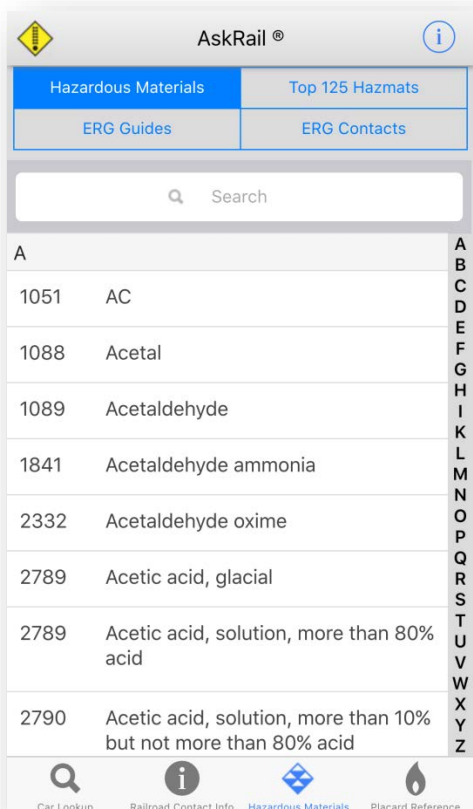 AskRail ®
i
Hazardous Materials
Top 125 Hazmats
ERG Guides
ERG Contacts
Search
A
1051 AC
1088 Acetal
1089 Acetaldehyde
1841 Acetaldehyde ammonia
2332 Acetaldehyde oxime
2789 Acetic acid, glacial
2789 Acetic acid, solution, more than 80%
acid
2790 Acetic acid, solution, more than 10%
but not more than 80% acid
A
B
C
D
E
F
G
H
I
K
L
M
N
O
P
Q
R
S
T
U
V
W
X
Y
Z
Car Lookup
Railroad Contact Info
Hazardous Materials
Placard Reference